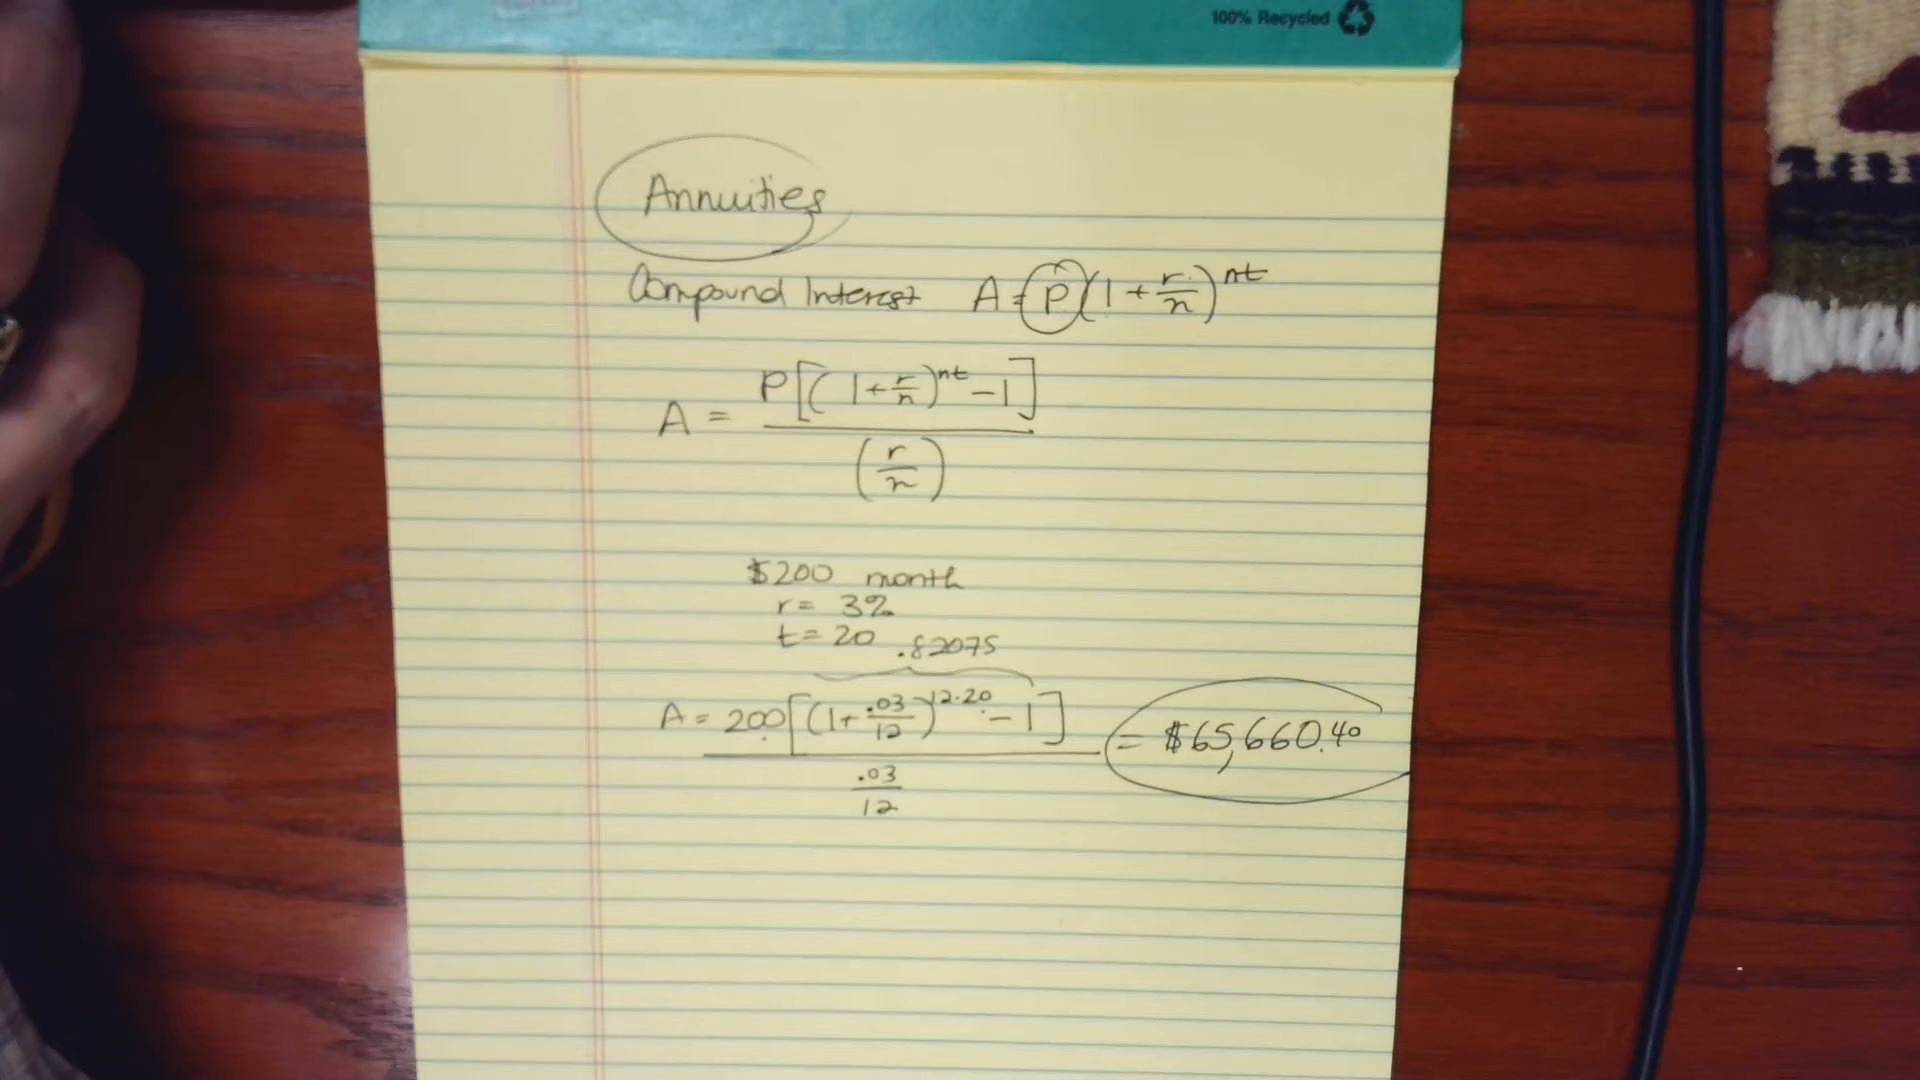 100% Recycled
Annuities
Compound Interest A = P(1 + r/n)^nt
A = P[(1 + r/n)^nt - 1] / (r/n)
$200 month
r = 3%
t = 20
.82075
A = 200[(1 + .03/12)^12·20 - 1] / .03/12 = $65,660.40